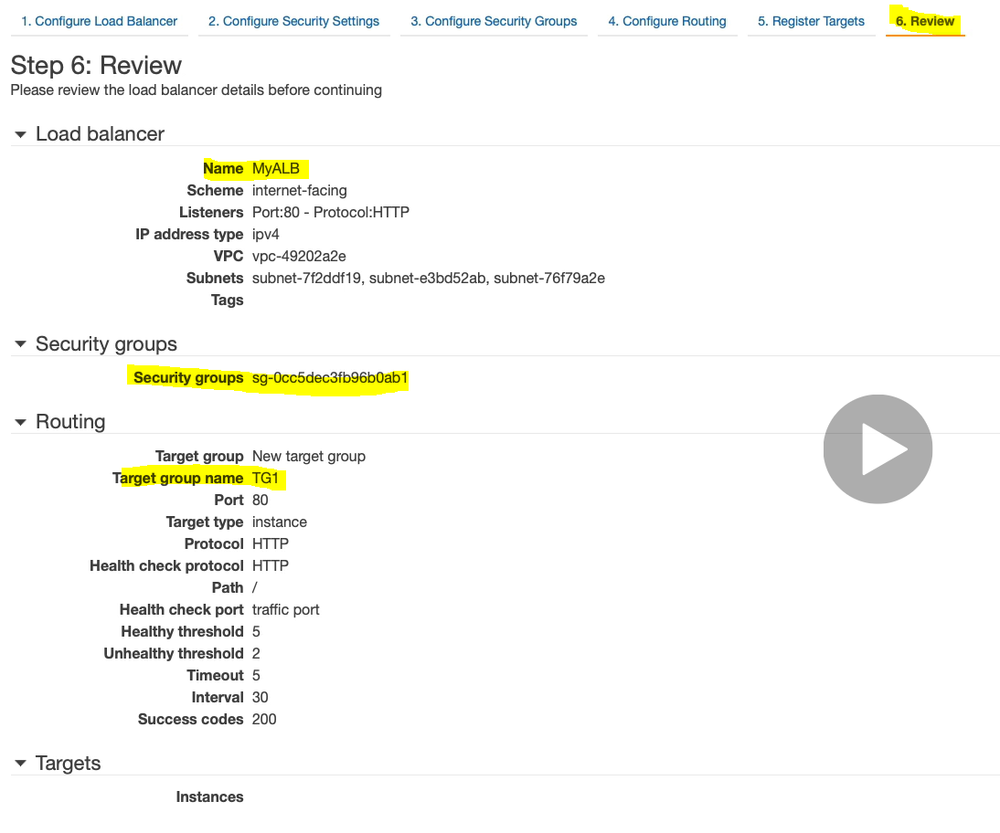 1. Configure Load Balancer 2. Configure Security Settings 3. Configure Security Groups 4. Configure Routing 5. Register Targets 6. Review
Step 6: Review
Please review the load balancer details before continuing
Load balancer
Name MyALB
Scheme internet-facing
Listeners Port:80 - Protocol:HTTP
IP address type ipv4
VPC vpc-49202a2e
Subnets subnet-7f2ddf19, subnet-e3bd52ab, subnet-76f79a2e
Tags
Security groups
Security groups sg-0cc5dec3fb96b0ab1
Routing
Target group New target group
Target group name TG1
Port 80
Target type instance
Protocol HTTP
Health check protocol HTTP
Path /
Health check port traffic port
Healthy threshold 5
Unhealthy threshold 2
Timeout 5
Interval 30
Success codes 200
Targets
Instances